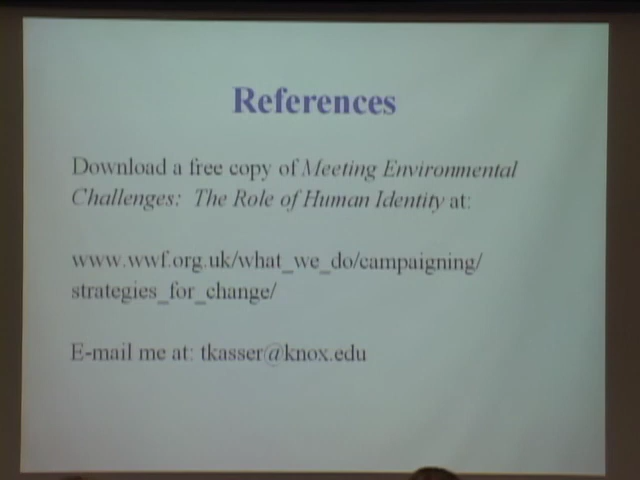 References
Download a free copy of Meeting Environmental
Challenges: The Role of Human Identity at:
www.wwf.org.uk/what_we_do/campaigning/
strategies_for_change/
E-mail me at: tkasser@knox.edu